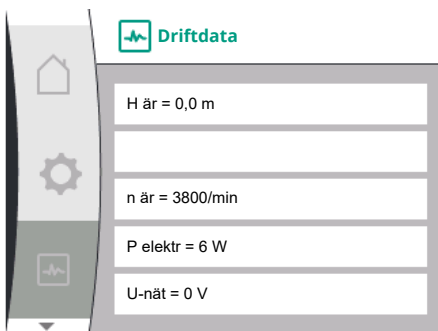 Driftdata
H är = 0,0 m
n är = 3800/min
P elektr = 6 W
U-nät = 0 V